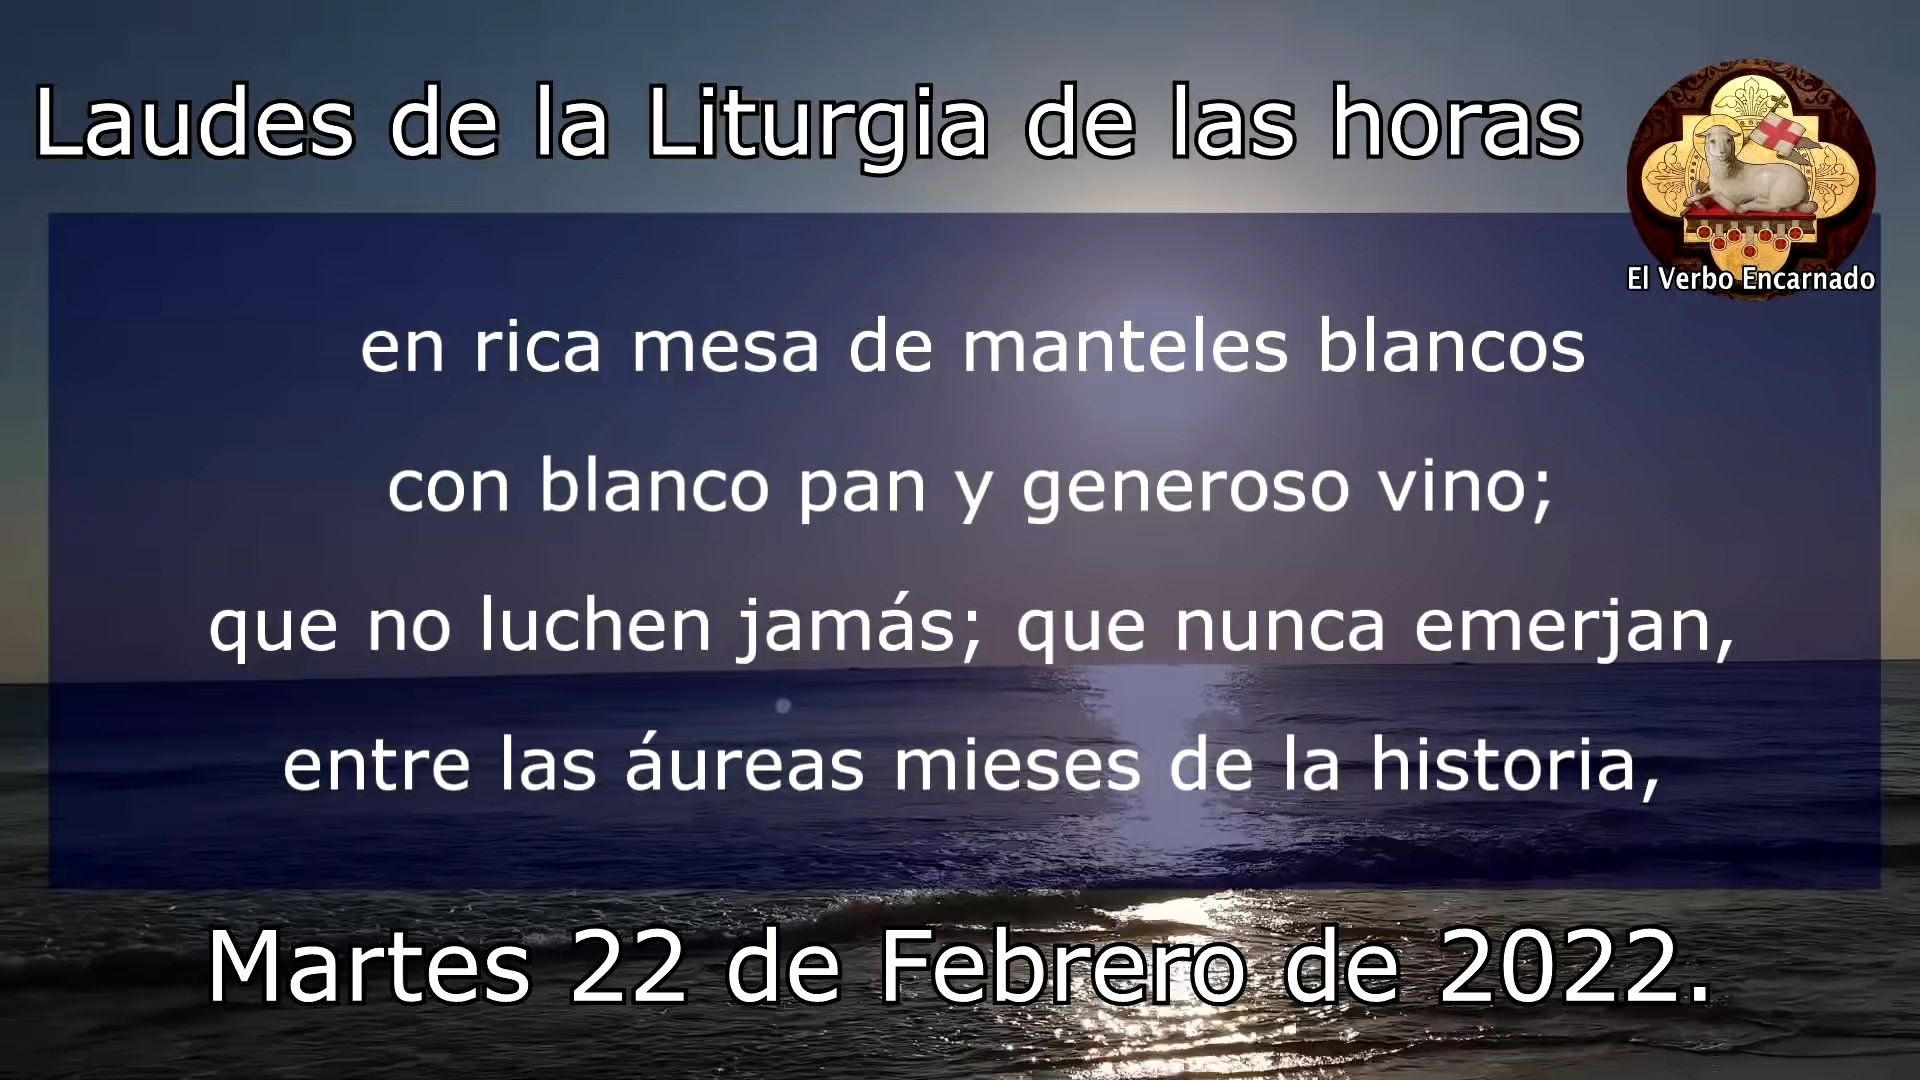 Laudes de la Liturgia de las horas
El Verbo Encarnado
en rica mesa de manteles blancos
con blanco pan y generoso vino;
que no luchen jamás; que nunca emerjan,
entre las áureas mieses de la historia,
Martes 22 de Febrero de 2022.